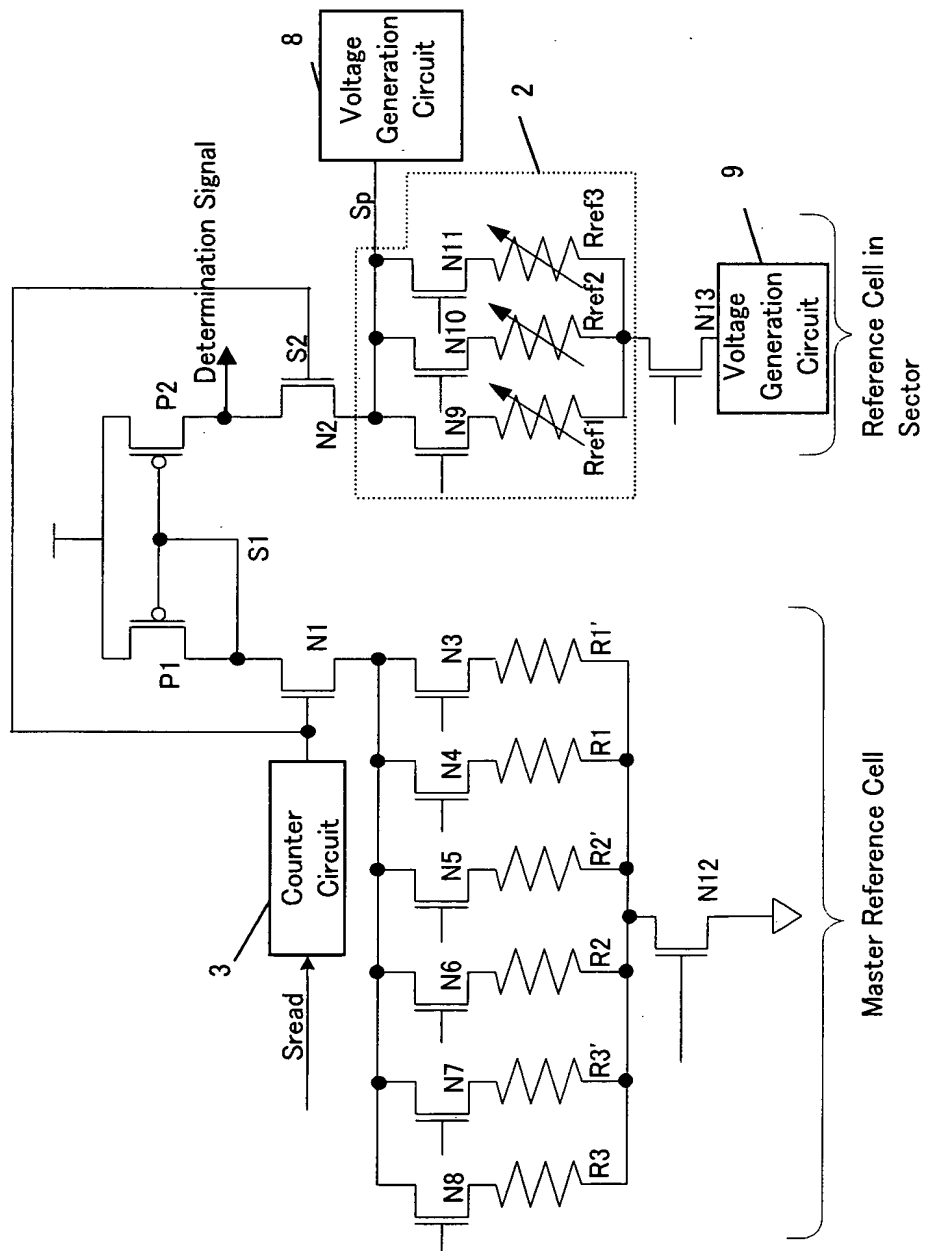 8
Voltage
Generation
Circuit
2
Determination Signal
Sp
P2
S2
N2
N11
N10
N9
Rref3
Rref2
Rref1
9
N13
Voltage
Generation
Circuit
Reference Cell in
Sector
S1
P1
N1
3
Counter
Circuit
Sread
N3
N4
N5
N6
N7
N8
R1'
R1
R2'
R2
R3'
R3
N12
Master Reference Cell